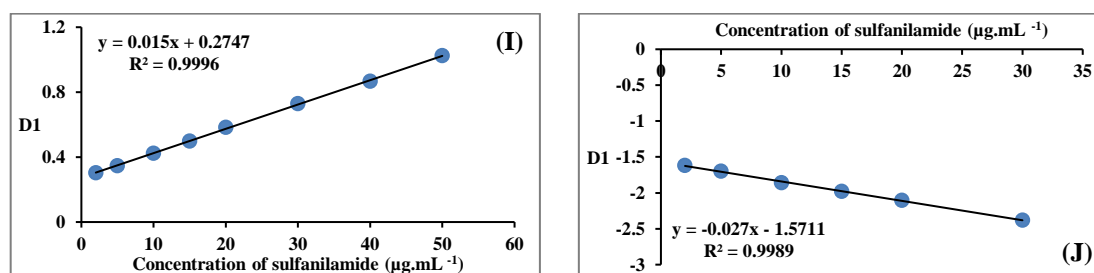 1.2
y = 0.015x + 0.2747
R² = 0.9996
(I)
0.8
D1
0.4
0
0 10 20 30 40 50 60
Concentration of sulfanilamide (µg.mL ⁻¹)
Concentration of sulfanilamide (µg.mL ⁻¹)
0
0 5 10 15 20 25 30 35
-0.5
-1
D1
-1.5
-2
y = -0.027x - 1.5711
R² = 0.9989
-2.5
(J)
-3